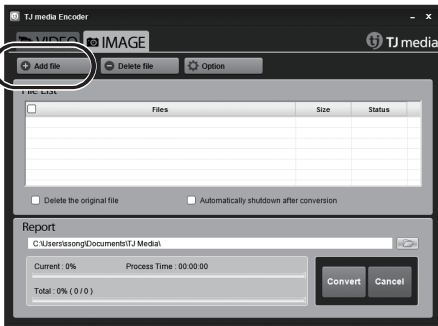 TJ media Encoder
VIDEO IMAGE TJ media
Add file Delete file Option
File List
Files Size Status
Delete the original file Automatically shutdown after conversion
Report
C:\Users\ssong\Documents\TJ Media\
Current : 0% Process Time : 00:00:00
Total : 0% ( 0 / 0 )
Convert Cancel